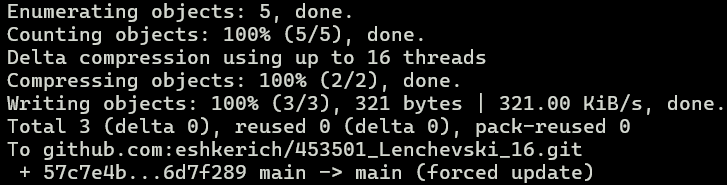 Enumerating objects: 5, done.
Counting objects: 100% (5/5), done.
Delta compression using up to 16 threads
Compressing objects: 100% (2/2), done.
Writing objects: 100% (3/3), 321 bytes | 321.00 KiB/s, done.
Total 3 (delta 0), reused 0 (delta 0), pack-reused 0
To github.com:eshkerich/453501_Lenchevski_16.git
 + 57c7e4b...6d7f289 main -> main (forced update)